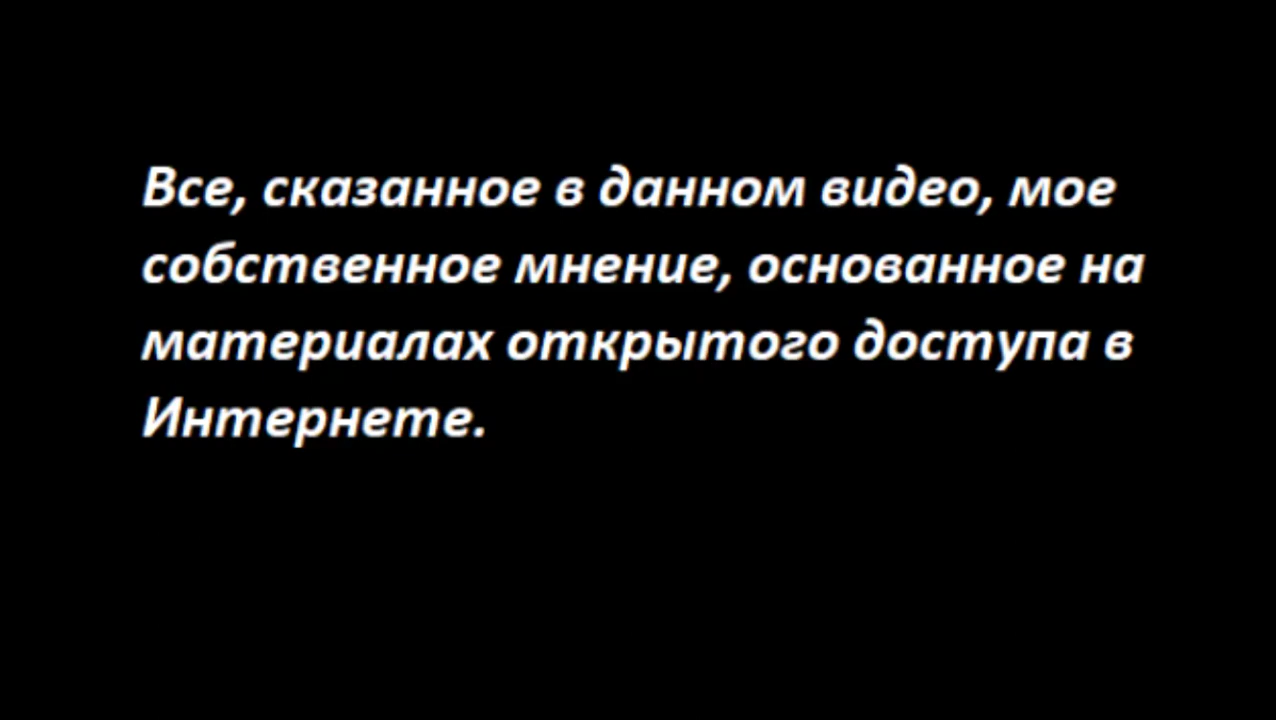 Все, сказанное в данном видео, мое
собственное мнение, основанное на
материалах открытого доступа в
Интернете.